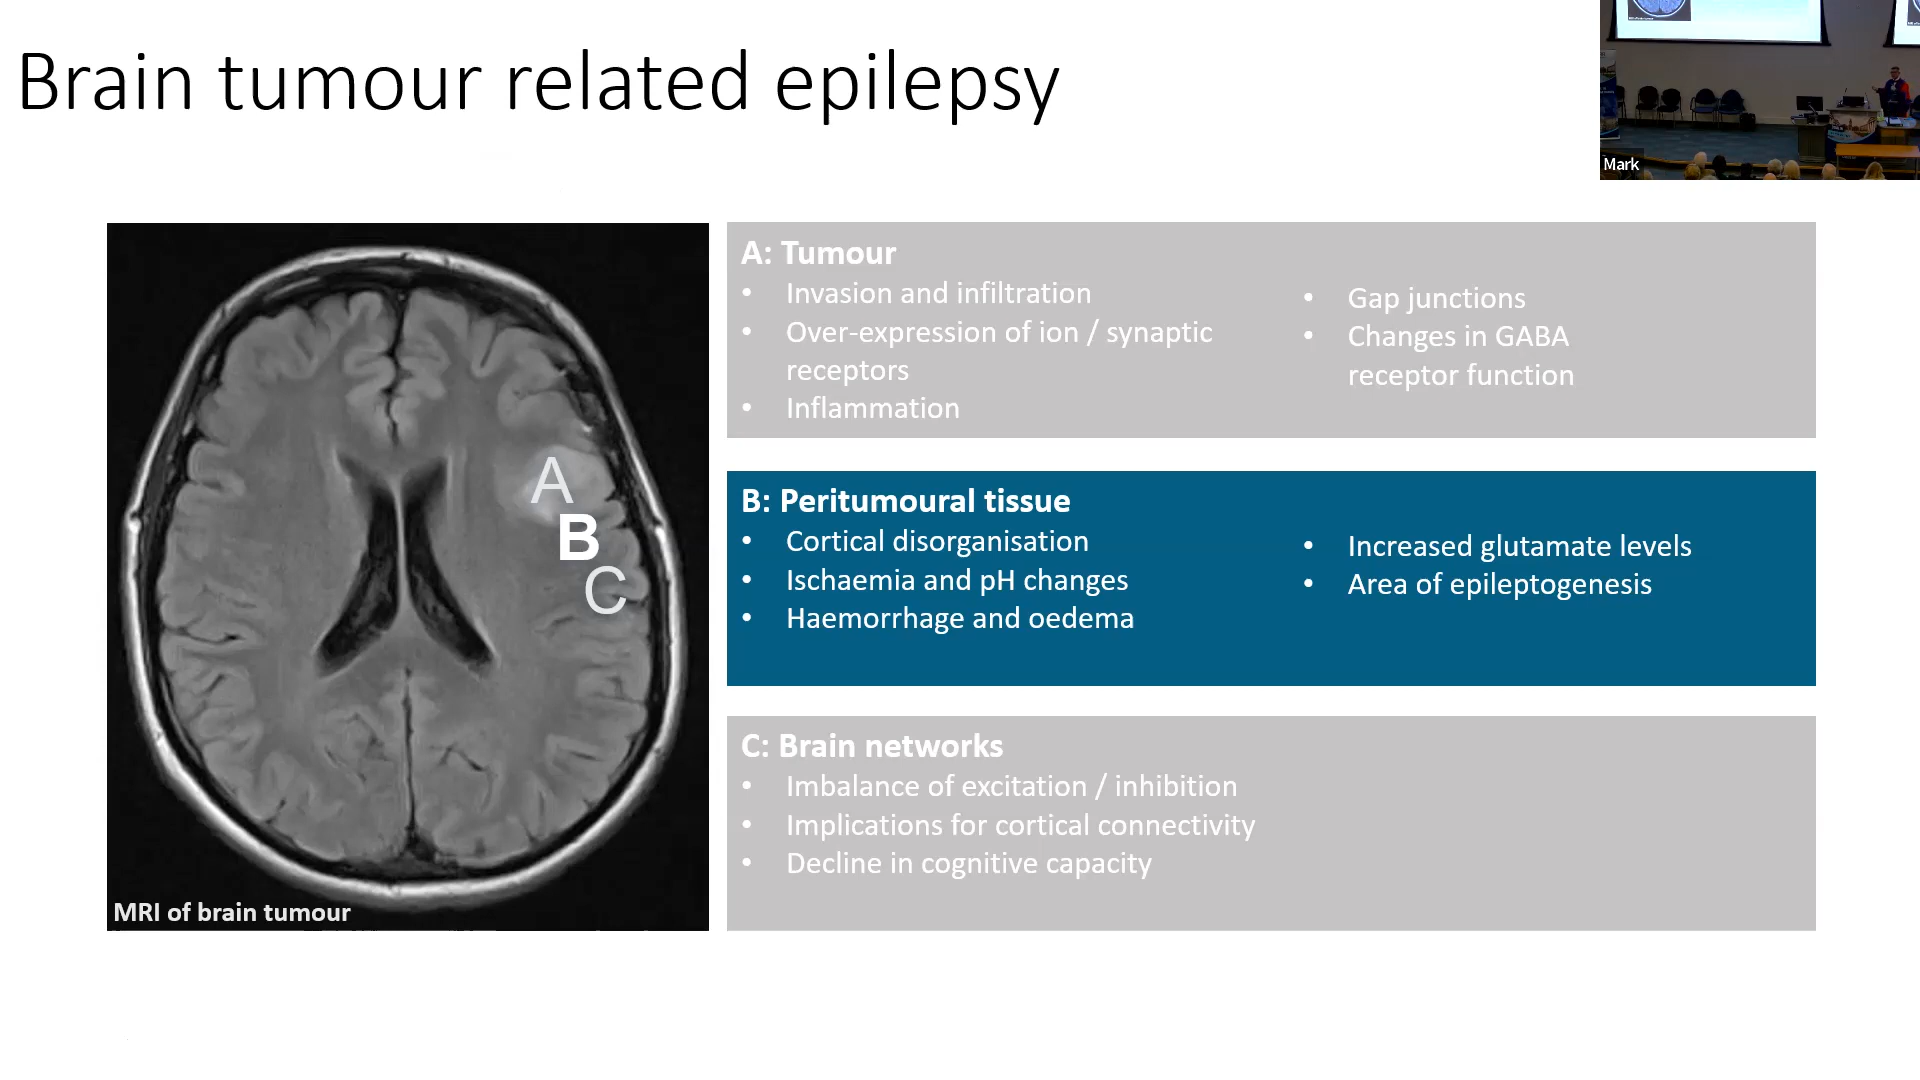 Brain tumour related epilepsy
Mark
A
B
C
MRI of brain tumour
A: Tumour
• Invasion and infiltration
• Over-expression of ion / synaptic
receptors
• Inflammation
• Gap junctions
• Changes in GABA
receptor function
B: Peritumoural tissue
• Cortical disorganisation
• Ischaemia and pH changes
• Haemorrhage and oedema
• Increased glutamate levels
• Area of epileptogenesis
C: Brain networks
• Imbalance of excitation / inhibition
• Implications for cortical connectivity
• Decline in cognitive capacity